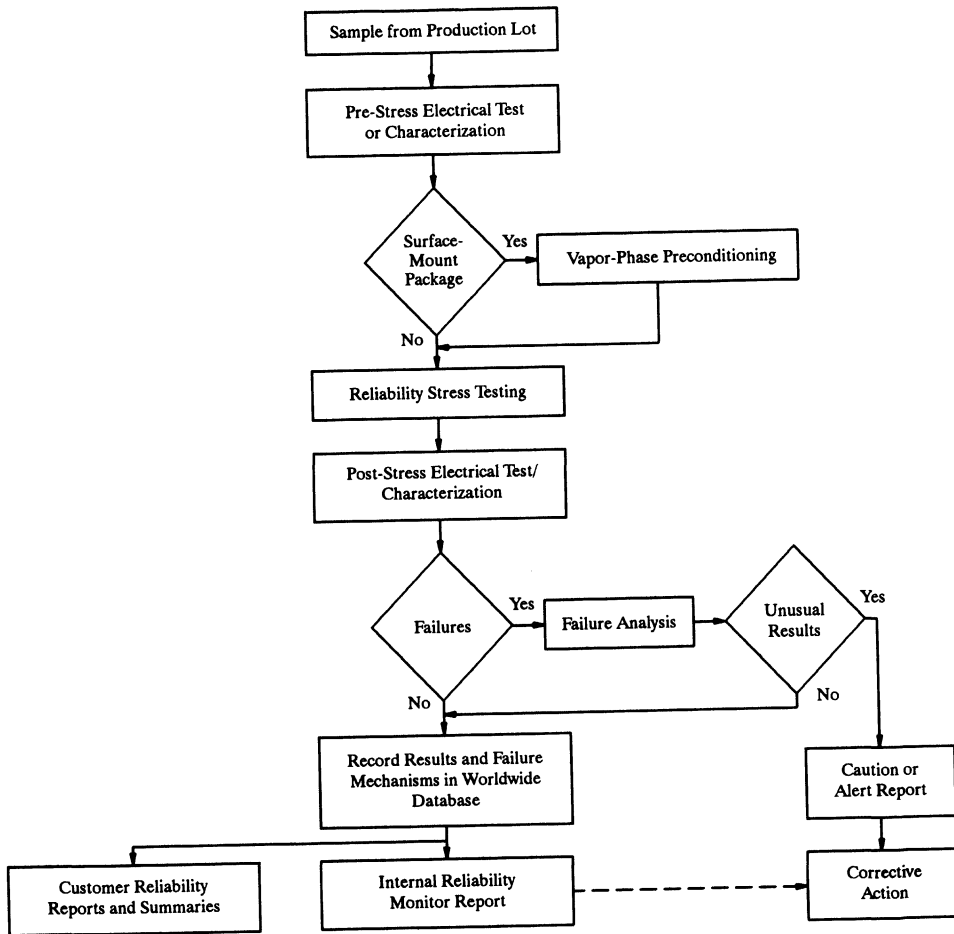 Sample from Production Lot
Pre-Stress Electrical Test
or Characterization
Surface-
Mount
Package
Yes
Vapor-Phase Preconditioning
No
Reliability Stress Testing
Post-Stress Electrical Test/
Characterization
Failures
Yes
Failure Analysis
Unusual
Results
Yes
No
No
Record Results and Failure
Mechanisms in Worldwide
Database
Caution or
Alert Report
Customer Reliability
Reports and Summaries
Internal Reliability
Monitor Report
Corrective
Action